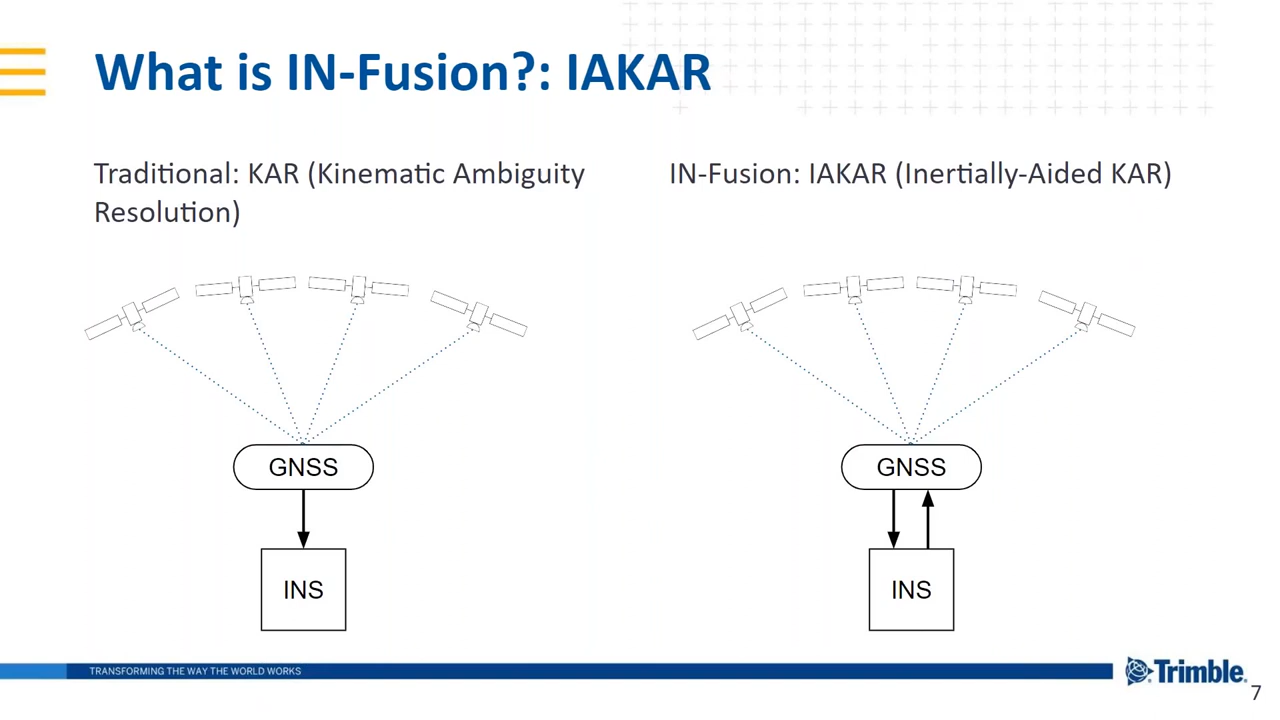 What is IN-Fusion?: IAKAR
Traditional: KAR (Kinematic Ambiguity
Resolution)
GNSS
INS
IN-Fusion: IAKAR (Inertially-Aided KAR)
GNSS
INS
TRANSFORMING THE WAY THE WORLD WORKS
Trimble.
7